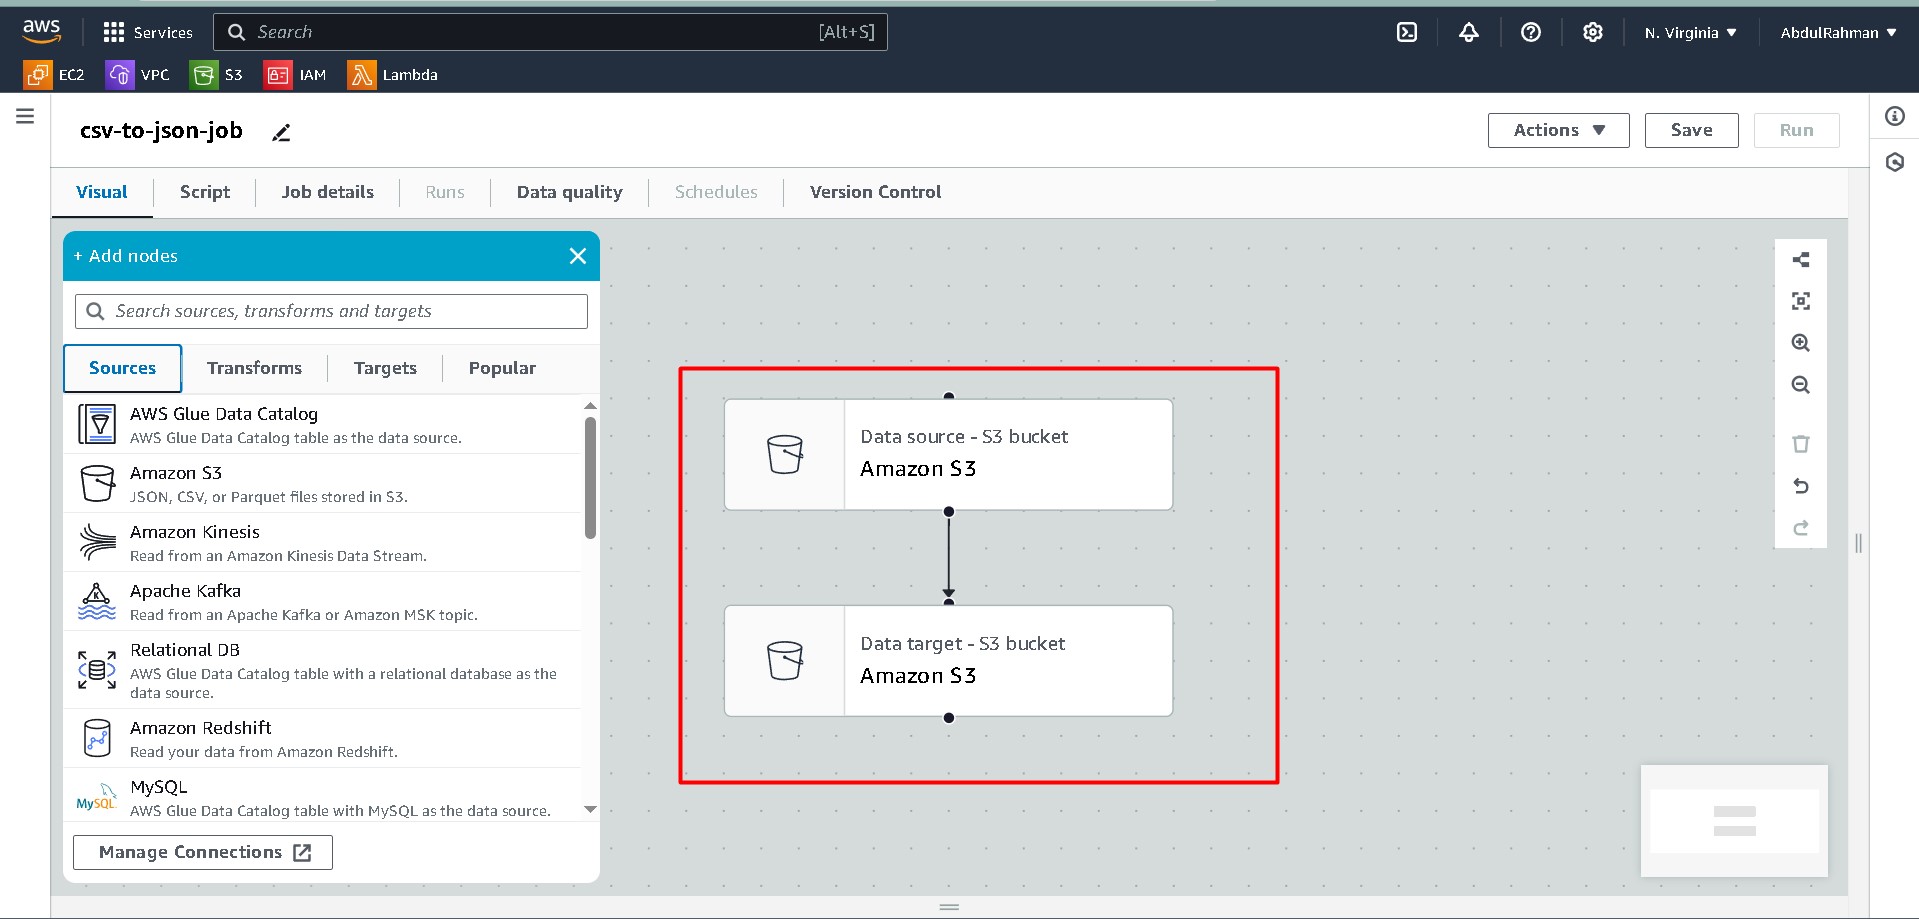 aws
Services
Search
[Alt+S]
N. Virginia
AbdulRahman
EC2
VPC
S3
IAM
Lambda
csv-to-json-job
Actions
Save
Run
Visual
Script
Job details
Runs
Data quality
Schedules
Version Control
+ Add nodes
Search sources, transforms and targets
Sources
Transforms
Targets
Popular
AWS Glue Data Catalog
AWS Glue Data Catalog table as the data source.
Amazon S3
JSON, CSV, or Parquet files stored in S3.
Amazon Kinesis
Read from an Amazon Kinesis Data Stream.
Apache Kafka
Read from an Apache Kafka or Amazon MSK topic.
Relational DB
AWS Glue Data Catalog table with a relational database as the
data source.
Amazon Redshift
Read your data from Amazon Redshift.
MySQL
MySQL
AWS Glue Data Catalog table with MySQL as the data source.
Manage Connections
Data source - S3 bucket
Amazon S3
Data target - S3 bucket
Amazon S3